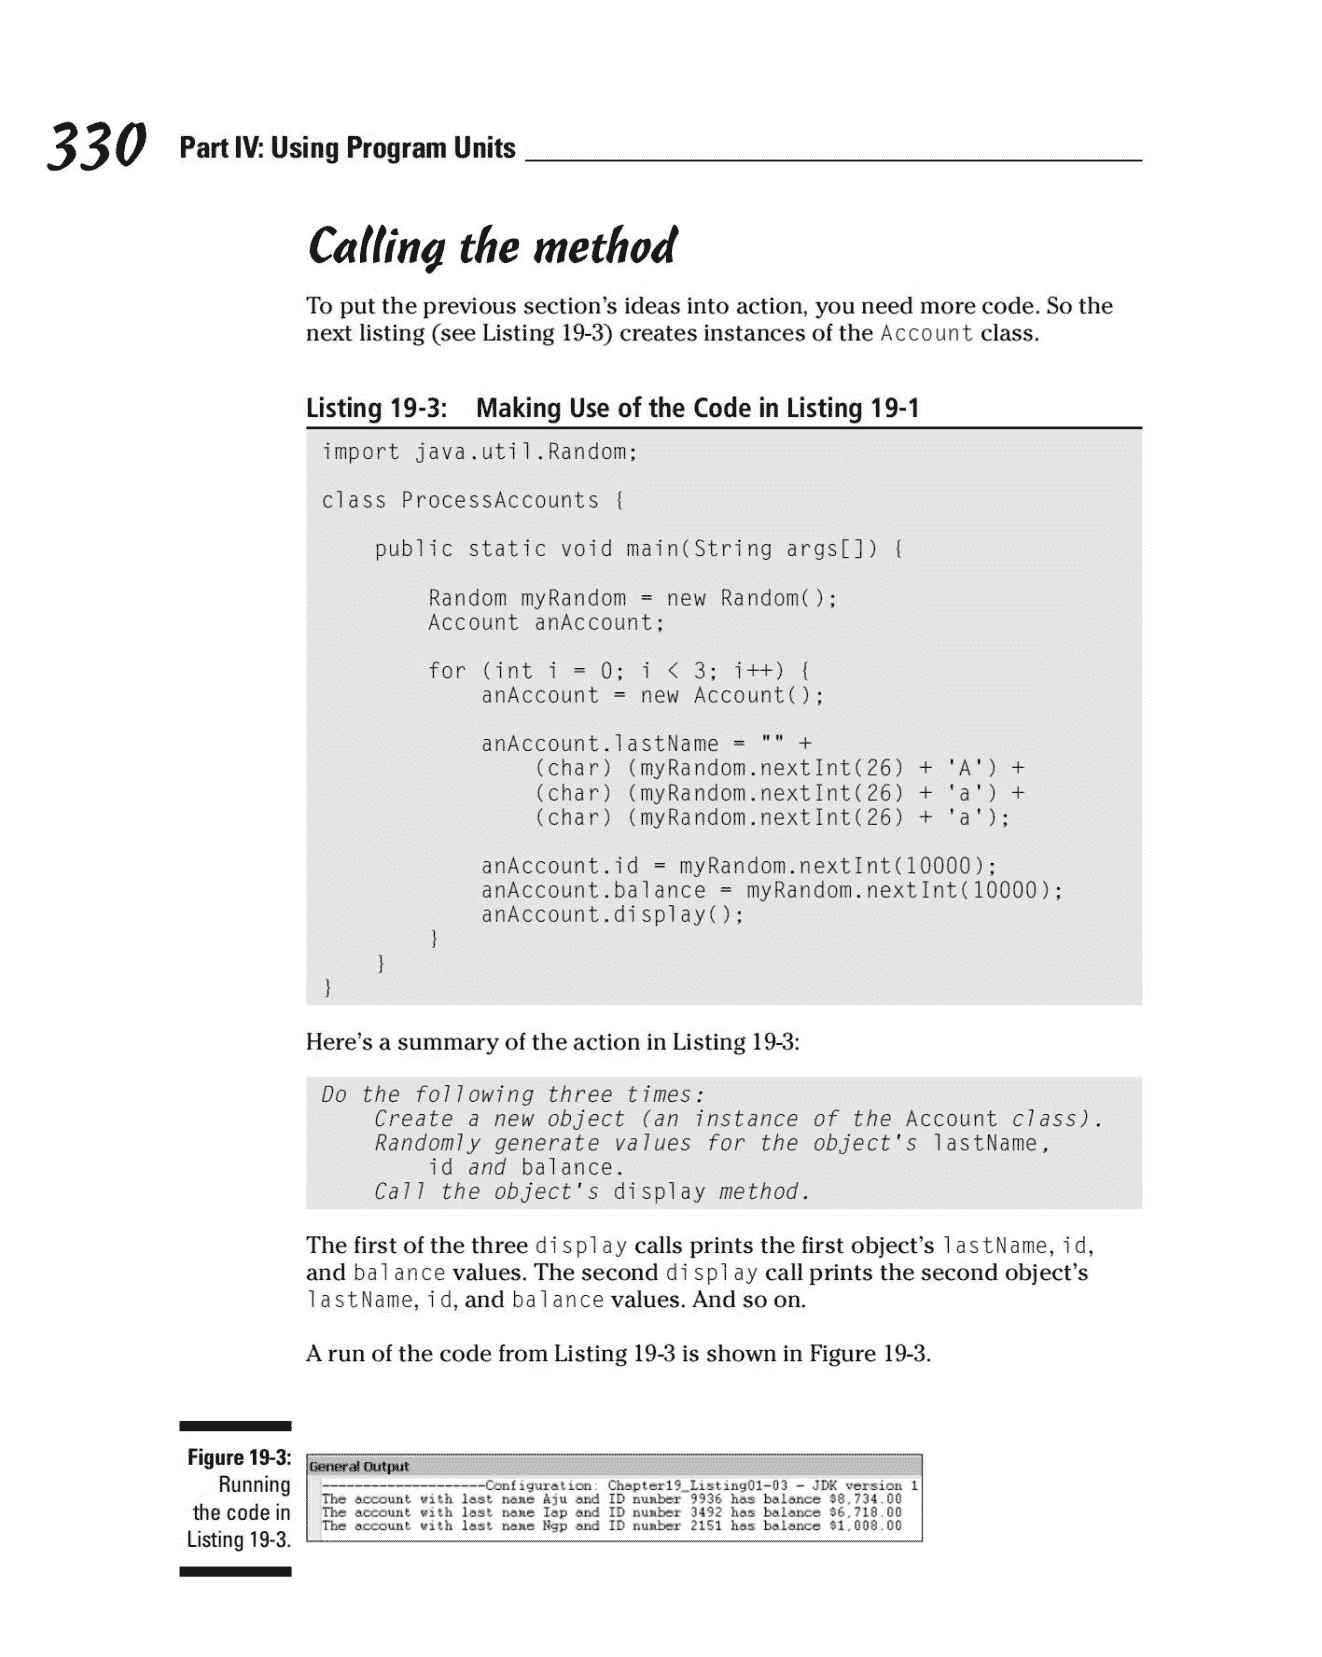 330 Part IV: Using Program Units
Calling the method
To put the previous section's ideas into action, you need more code. So the
next listing (see Listing 19-3) creates instances of the Account class.
Listing 19-3: Making Use of the Code in Listing 19-1
import java.util.Random;
class ProcessAccounts {
public static void main(String args[]) {
Random myRandom = new Random();
Account anAccount;
for (int i = 0; i < 3; i++) {
anAccount = new Account();
anAccount.lastName = "" +
(char) (myRandom.nextInt(26) + 'A') +
(char) (myRandom.nextInt(26) + 'a') +
(char) (myRandom.nextInt(26) + 'a');
anAccount.id = myRandom.nextInt(10000);
anAccount.balance = myRandom.nextInt(10000);
anAccount.display();
}
}
}
Here's a summary of the action in Listing 19-3:
Do the following three times:
Create a new object (an instance of the Account class).
Randomly generate values for the object's lastName,
id and balance.
Call the object's display method.
The first of the three display calls prints the first object's lastName, id,
and balance values. The second display call prints the second object's
lastName, id, and balance values. And so on.
A run of the code from Listing 19-3 is shown in Figure 19-3.
Figure 19-3:
Running
the code in
Listing 19-3.
General Output
--------------------Configuration: Chapter19_Listing01-03 - JDK version 1
The account with last name Aju and ID number 9936 has balance $8,734.00
The account with last name Iap and ID number 3492 has balance $6,718.00
The account with last name Ngp and ID number 2151 has balance $1,008.00